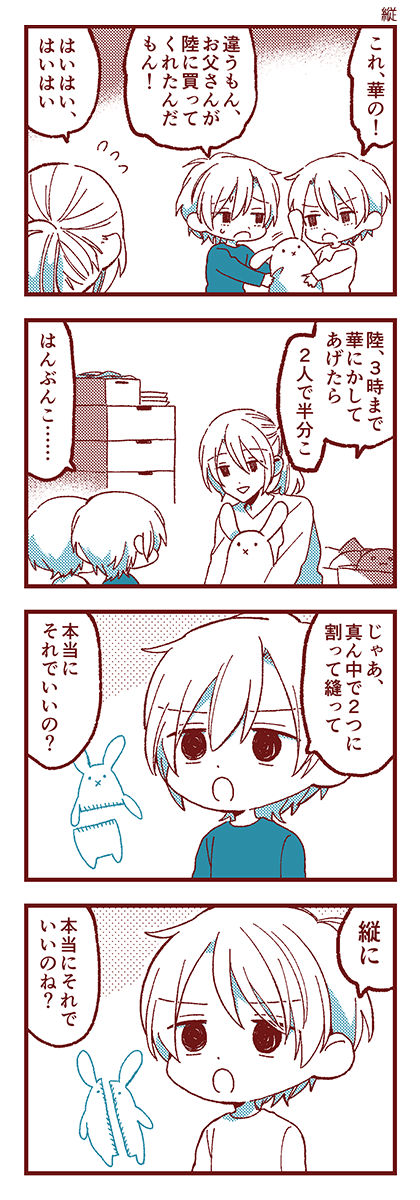 縦
これ、華の！
違うもん、
お父さんが
陸に買って
くれたんだ
もん！
はいはい、
はいはい
陸、3時まで
華にかして
あげたら
2人で半分こ
はんぶんこ……
じゃあ、
真ん中で2つに
割って縫って
本当に
それでいいの？
縦に
本当にそれで
いいのね？